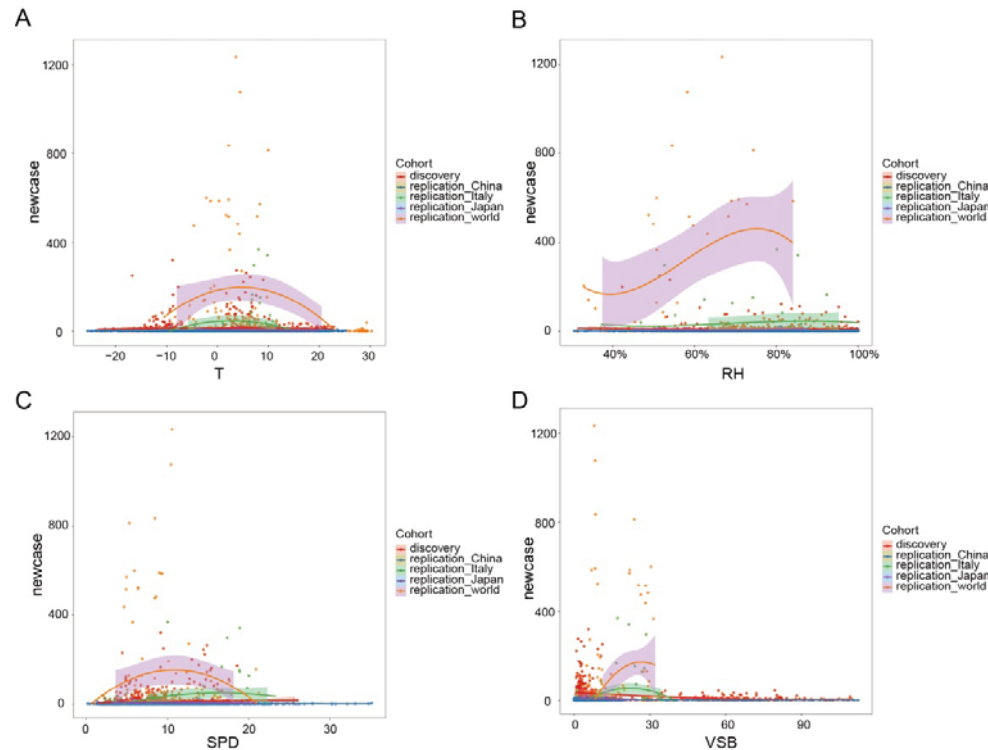 A
1200
800
400
0
newcase
−20
−10
0
10
20
30
T
Cohort
discovery
replication_China
replication_Italy
replication_Japan
replication_world
B
1200
800
400
0
newcase
40%
60%
80%
100%
RH
Cohort
discovery
replication_China
replication_Italy
replication_Japan
replication_world
C
1200
800
400
0
newcase
0
10
20
30
SPD
Cohort
discovery
replication_China
replication_Italy
replication_Japan
replication_world
D
1200
800
400
0
newcase
0
30
60
90
VSB
Cohort
discovery
replication_China
replication_Italy
replication_Japan
replication_world